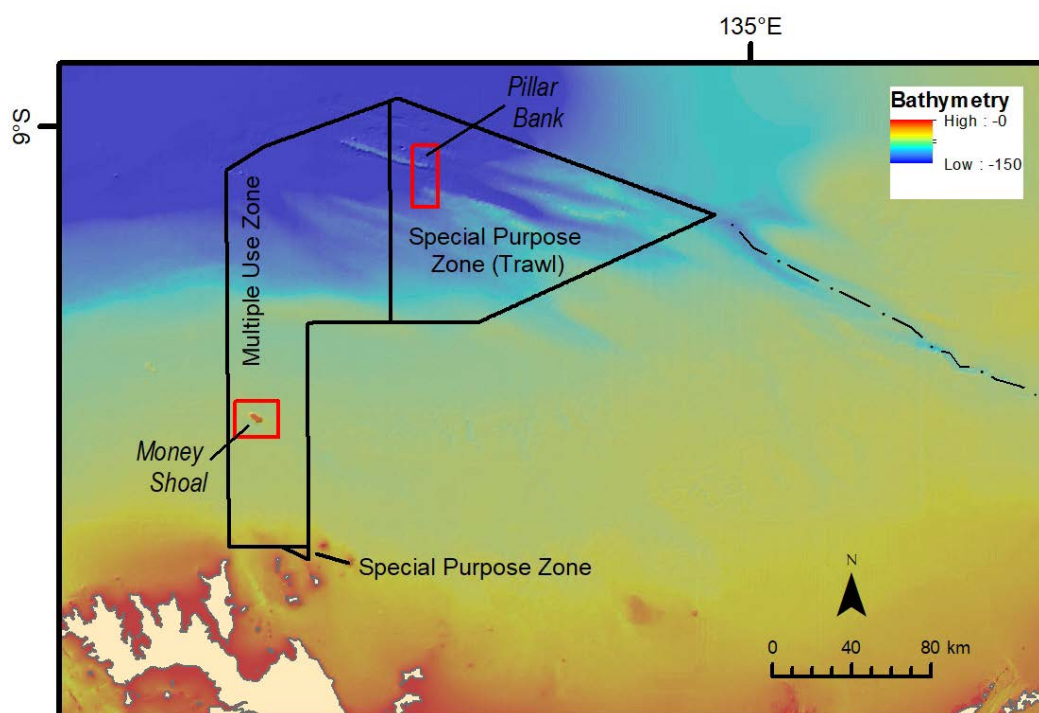 135°E
9°S
Pillar
Bank
Bathymetry
High : -0
Low : -150
Multiple Use Zone
Special Purpose
Zone (Trawl)
Money
Shoal
Special Purpose Zone
N
0 40 80 km